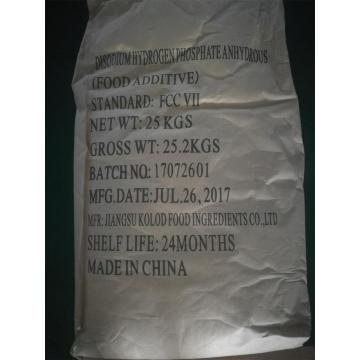 DISODIUM HYDROGEN PHOSPHATE ANHYDROUS
(FOOD ADDITIVE)
STANDARD: FCC VII
NET WT: 25 KGS
GROSS WT: 25.2KGS
BATCH NO.: 17072601
MFG.DATE: JUL.26, 2017
MFR: JIANGSU KOLOD FOOD INGREDIENTS CO.,LTD
SHELF LIFE: 24MONTHS
MADE IN CHINA